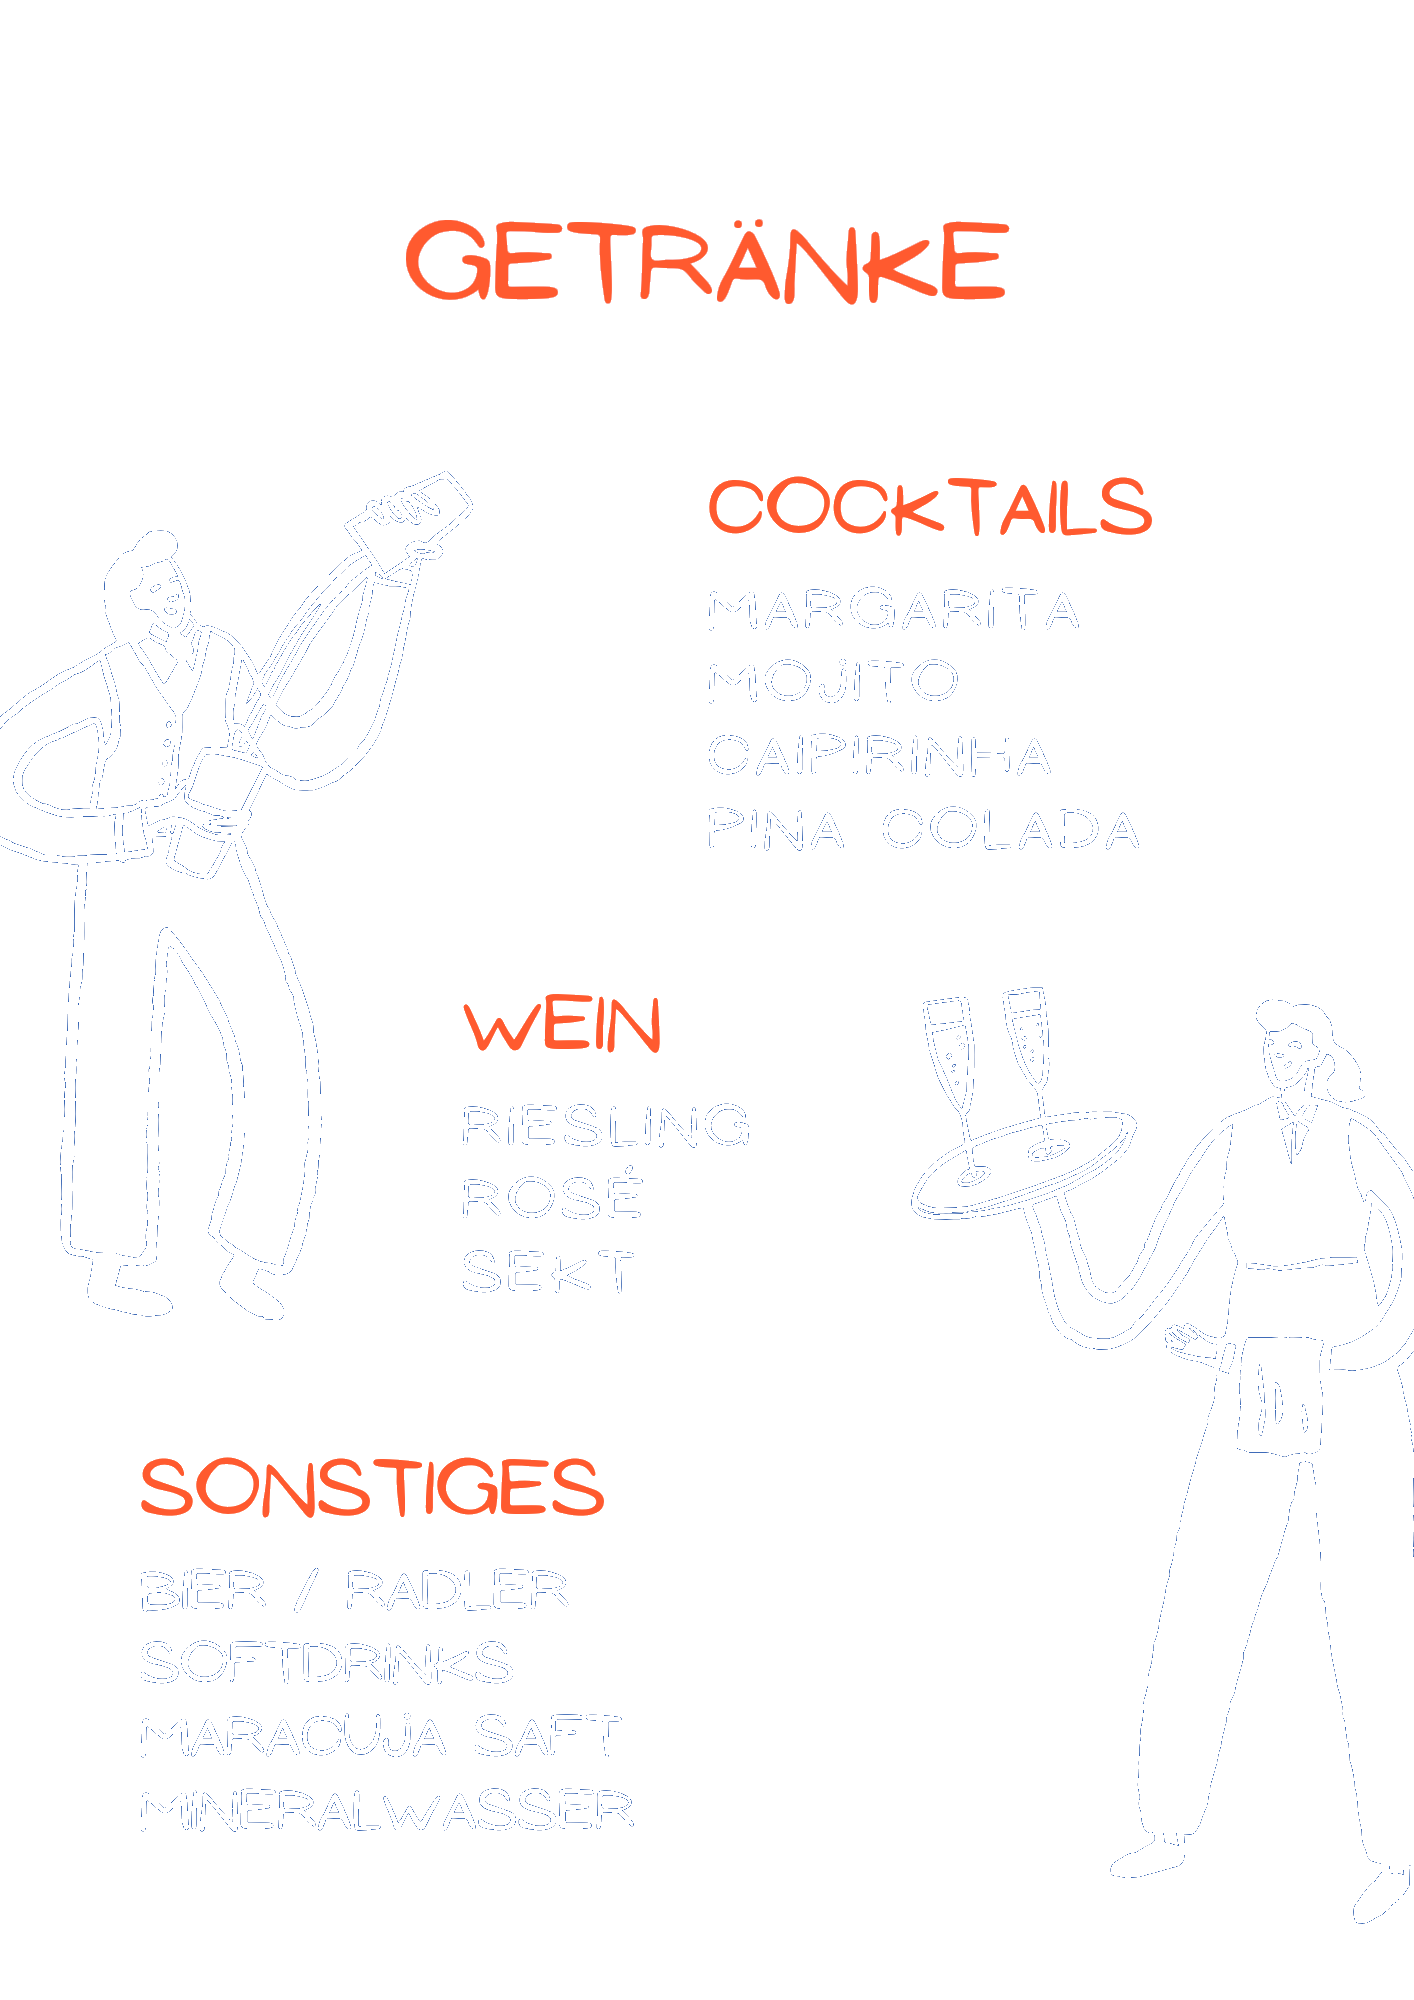 GETRÄNKE
COCKTAILS
MARGARITA
MOJITO
CAIPIRINHA
PINA COLADA
WEIN
RIESLING
ROSÉ
SEKT
SONSTIGES
BIER / RADLER
SOFTDRINKS
MARACUJA SAFT
MINERALWASSER